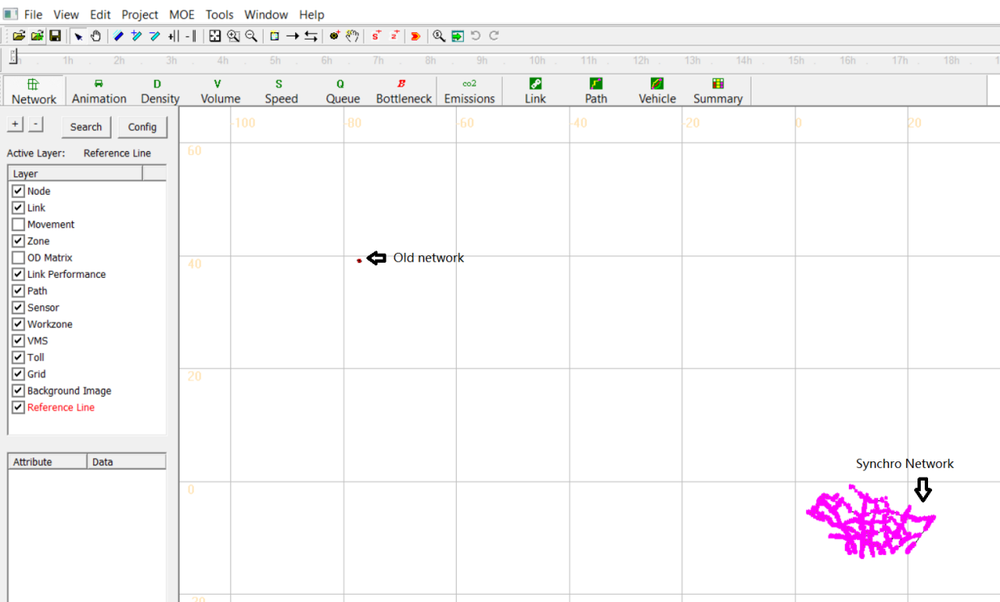 File View Edit Project MOE Tools Window Help
1h 2h 3h 4h 5h 6h 7h 8h 9h 10h 11h 12h 13h 14h 15h 16h 17h 18h
D V S Q B co2
Network Animation Density Volume Speed Queue Bottleneck Emissions Link Path Vehicle Summary
+ - Search Config
-100 -80 -60 -40 -20 0 20
Active Layer: Reference Line
60
Layer
Node
Link
Movement
Zone
OD Matrix
Old network
40
Link Performance
Path
Sensor
Workzone
VMS
Toll
Grid
20
Background Image
Reference Line
Attribute Data
Synchro Network
0
-20